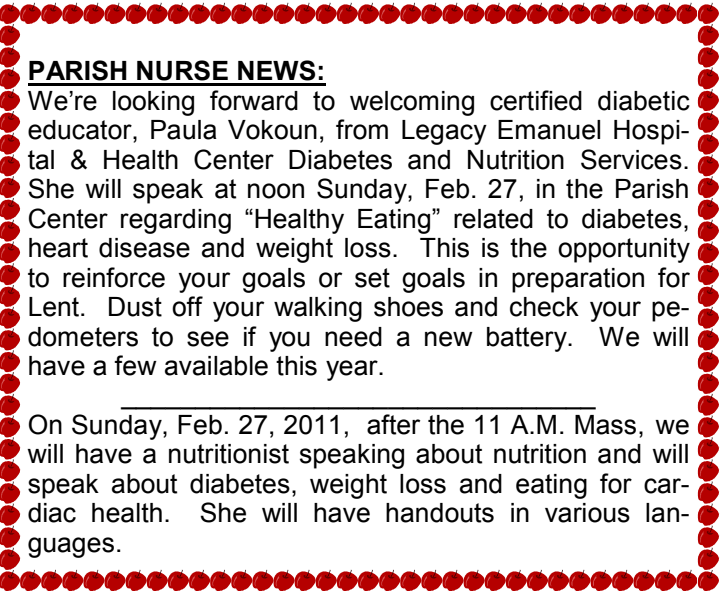 PARISH NURSE NEWS:
We’re looking forward to welcoming certified diabetic
educator, Paula Vokoun, from Legacy Emanuel Hospi-
tal & Health Center Diabetes and Nutrition Services.
She will speak at noon Sunday, Feb. 27, in the Parish
Center regarding “Healthy Eating” related to diabetes,
heart disease and weight loss.  This is the opportunity
to reinforce your goals or set goals in preparation for
Lent.  Dust off your walking shoes and check your pe-
dometers to see if you need a new battery.  We will
have a few available this year.
On Sunday, Feb. 27, 2011,  after the 11 A.M. Mass, we
will have a nutritionist speaking about nutrition and will
speak about diabetes, weight loss and eating for car-
diac health.  She will have handouts in various lan-
guages.